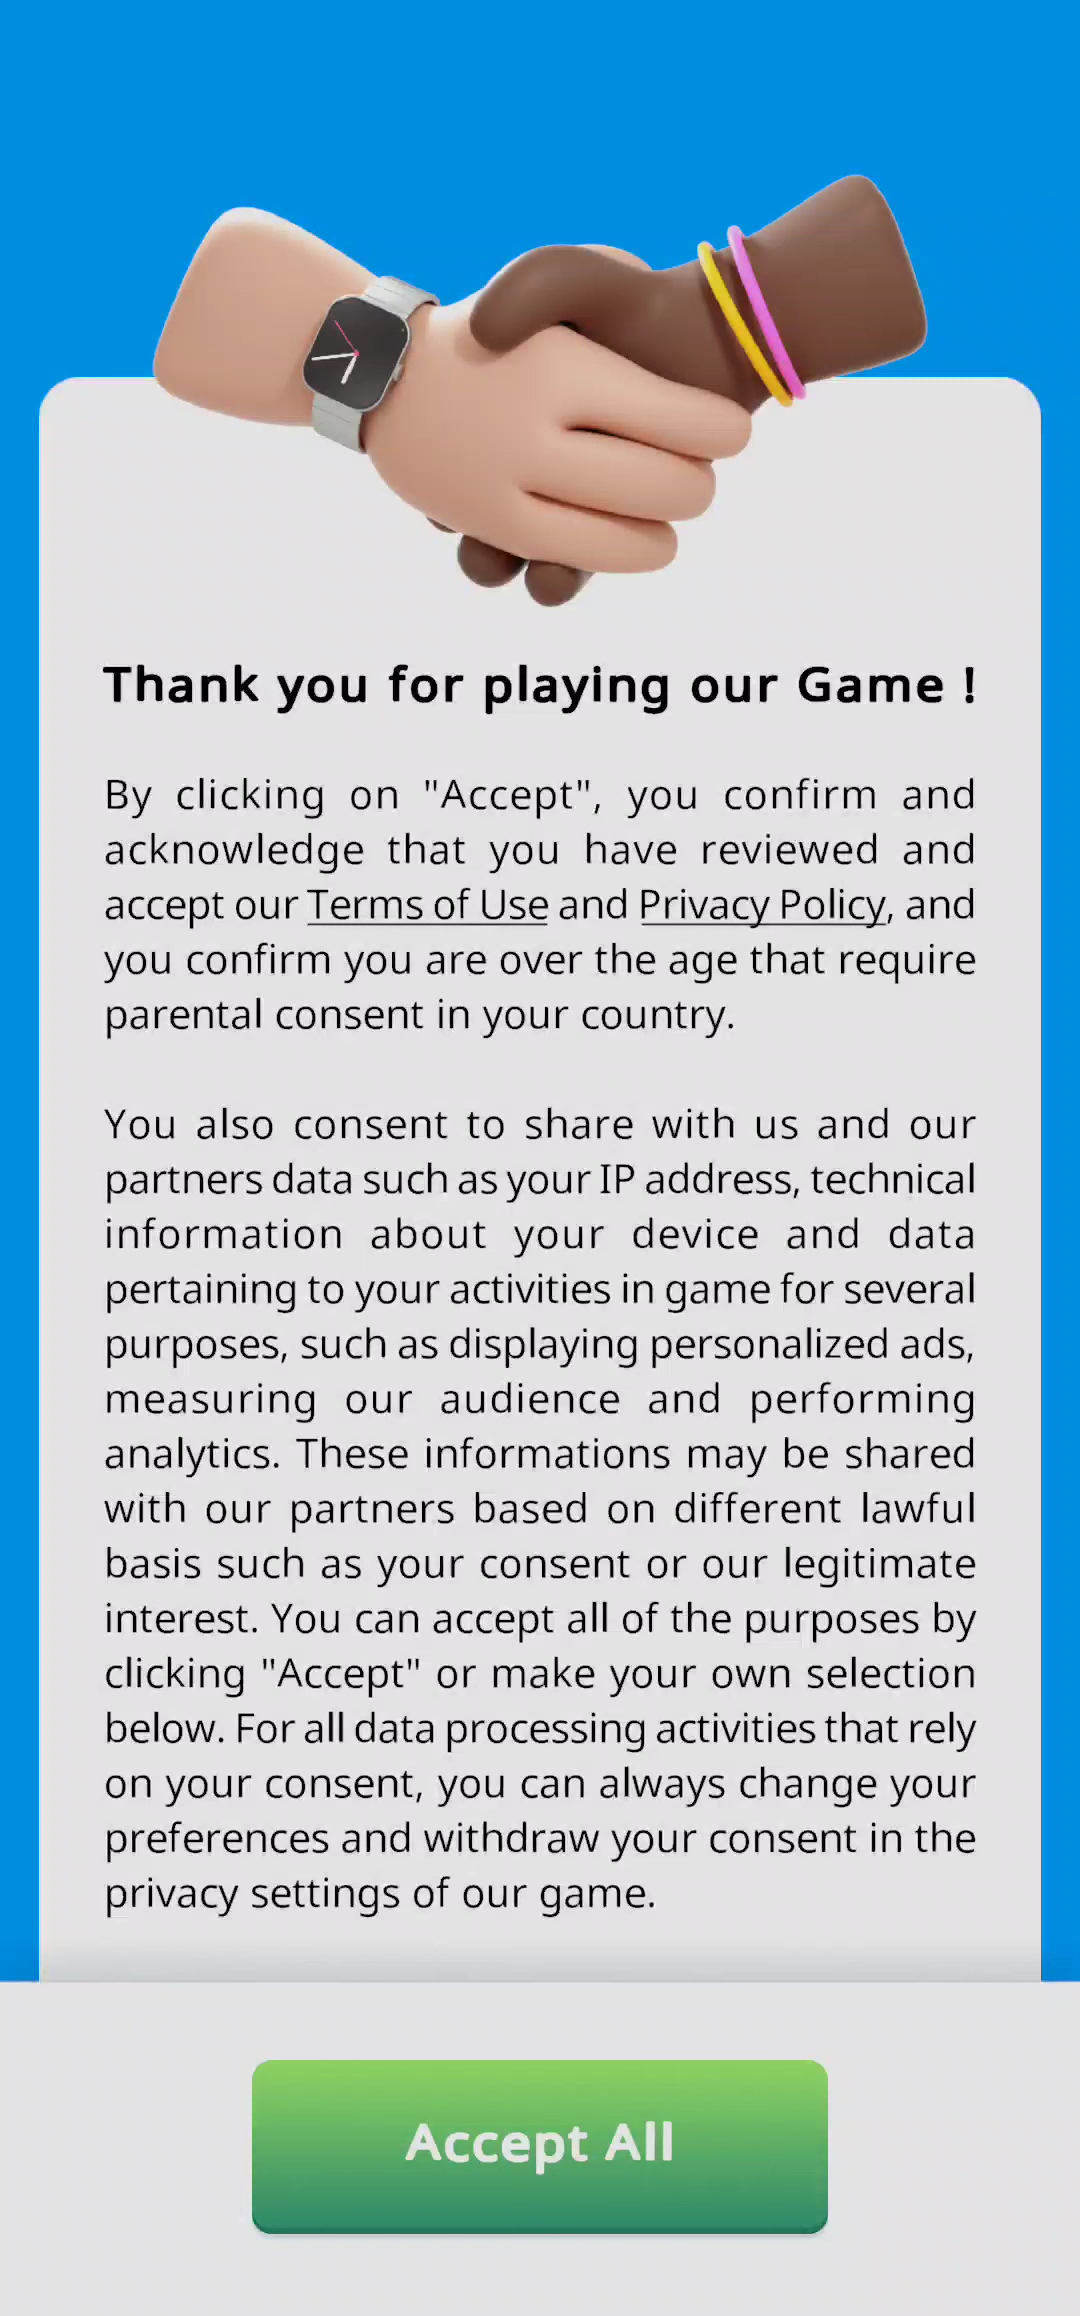 Thank you for playing our Game !
By clicking on "Accept", you confirm and
acknowledge that you have reviewed and
accept our Terms of Use and Privacy Policy, and
you confirm you are over the age that require
parental consent in your country.
You also consent to share with us and our
partners data such as your IP address, technical
information about your device and data
pertaining to your activities in game for several
purposes, such as displaying personalized ads,
measuring our audience and performing
analytics. These informations may be shared
with our partners based on different lawful
basis such as your consent or our legitimate
interest. You can accept all of the purposes by
clicking "Accept" or make your own selection
below. For all data processing activities that rely
on your consent, you can always change your
preferences and withdraw your consent in the
privacy settings of our game.
Accept All